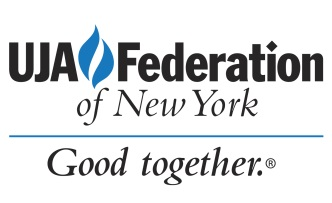 UJA Federation
of New York
Good together.®